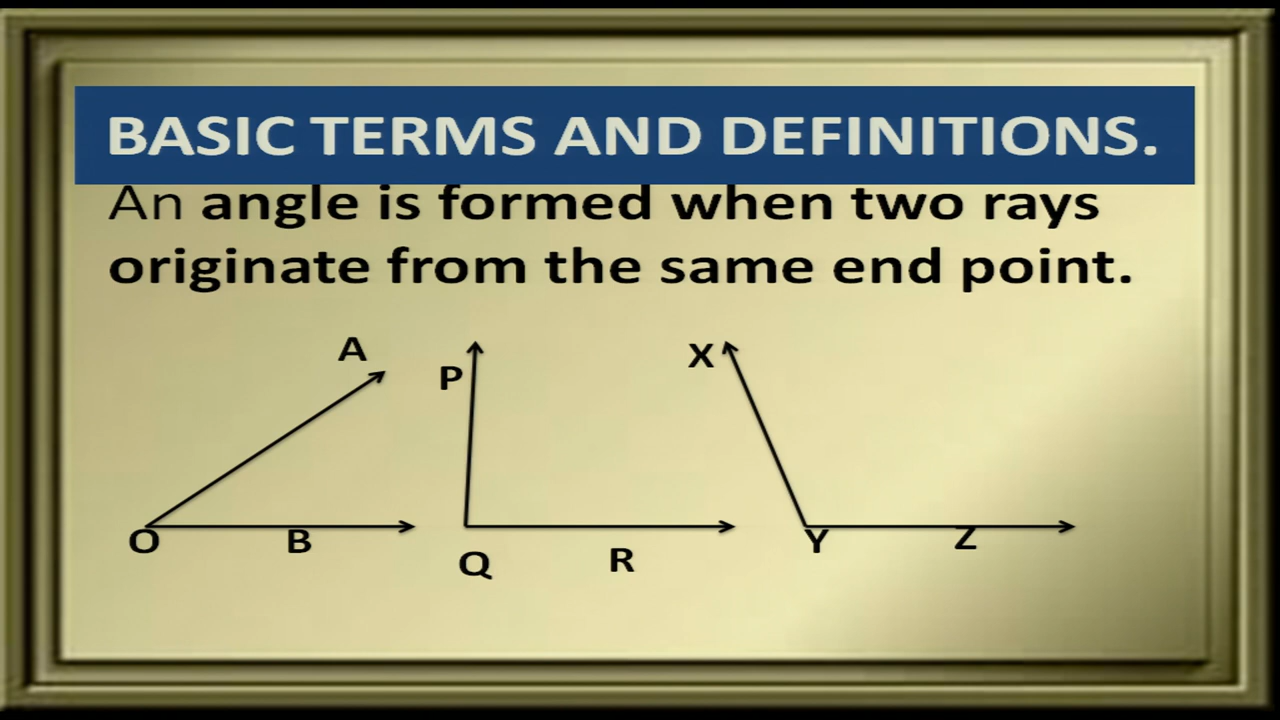 BASIC TERMS AND DEFINITIONS.
An angle is formed when two rays
originate from the same end point.
A P X
O B Q R Y Z